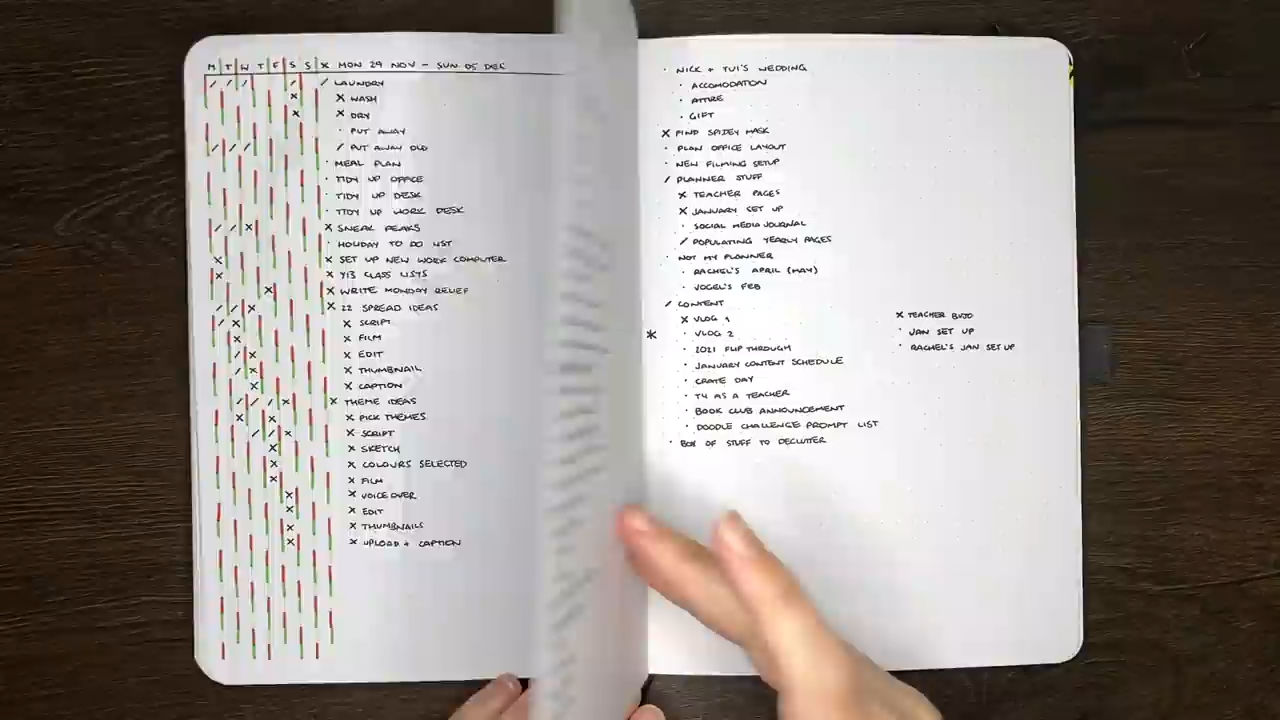 M T W T F S S X MON 29 NOV - SUN 05 DEC
/ LAUNDRY
X WASH
X DRY
· PUT AWAY
/ PUT AWAY OLD
· MEAL PLAN
· TIDY UP OFFICE
· TIDY UP DESK
· TIDY UP WORK DESK
X SNEAK PEAKS
· HOLIDAY TO DO LIST
X SET UP NEW WORK COMPUTER
X Y13 CLASS LISTS
X WRITE MONDAY RELIEF
X 22 SPREAD IDEAS
X SCRIPT
X FILM
X EDIT
X THUMBNAIL
X CAPTION
X THEME IDEAS
X PICK THEMES
X SCRIPT
X SKETCH
X COLOURS SELECTED
X FILM
X VOICE OVER
X EDIT
X THUMBNAILS
X UPLOAD + CAPTION
· NICK + TUI'S WEDDING
· ACCOMODATION
· ATTIRE
· GIFT
X FIND SPIDEY MASK
· PLAN OFFICE LAYOUT
· NEW FILMING SETUP
/ PLANNER STUFF
X TEACHER PAGES
X JANUARY SET UP
· SOCIAL MEDIA JOURNAL
/ POPULATING YEARLY PAGES
· NOT MY PLANNER
· RACHEL'S APRIL (MAY)
· VOGEL'S FEB
/ CONTENT
X VLOG 1
· VLOG 2
· 2021 FLIP THROUGH
· JANUARY CONTENT SCHEDULE
· CRATE DAY
· T4 AS A TEACHER
· BOOK CLUB ANNOUNCEMENT
· DOODLE CHALLENGE PROMPT LIST
· BOX OF STUFF TO DECLUTTER
X TEACHER BUJO
· JAN SET UP
· RACHEL'S JAN SET UP